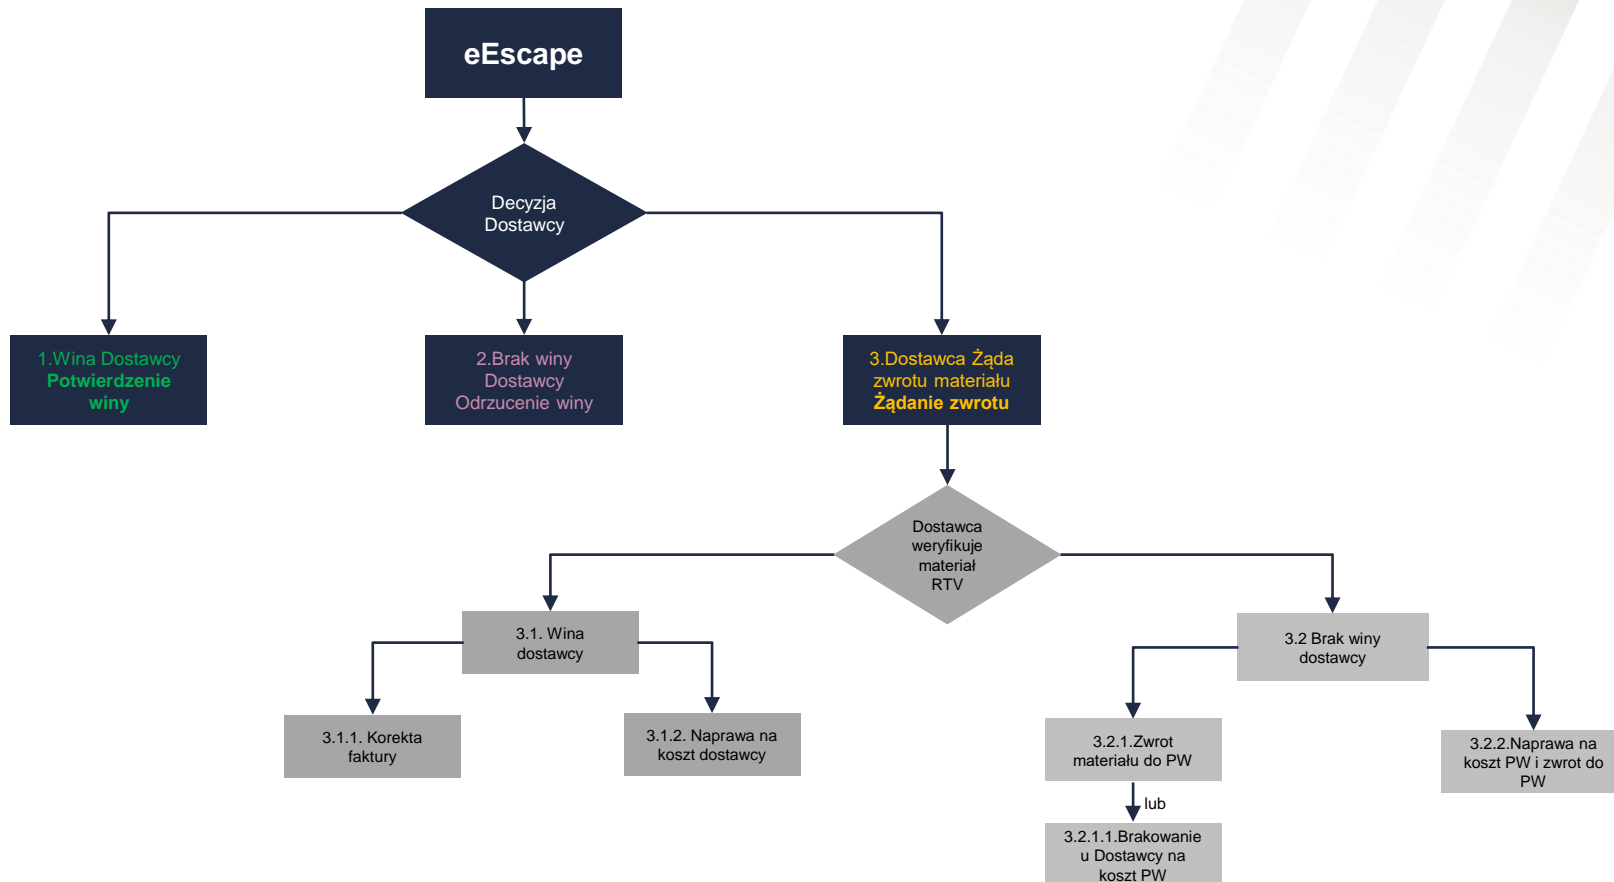 eEscape
Decyzja
Dostawcy
1.Wina Dostawcy
Potwierdzenie
winy
2.Brak winy
Dostawcy
Odrzucenie winy
3.Dostawca Żąda
zwrotu materiału
Żądanie zwrotu
Dostawca
weryfikuje
materiał
RTV
3.1. Wina
dostawcy
3.2 Brak winy
dostawcy
3.1.1. Korekta
faktury
3.1.2. Naprawa na
koszt dostawcy
3.2.1.Zwrot
materiału do PW
3.2.2.Naprawa na
koszt PW i zwrot do
PW
lub
3.2.1.1.Brakowanie
u Dostawcy na
koszt PW